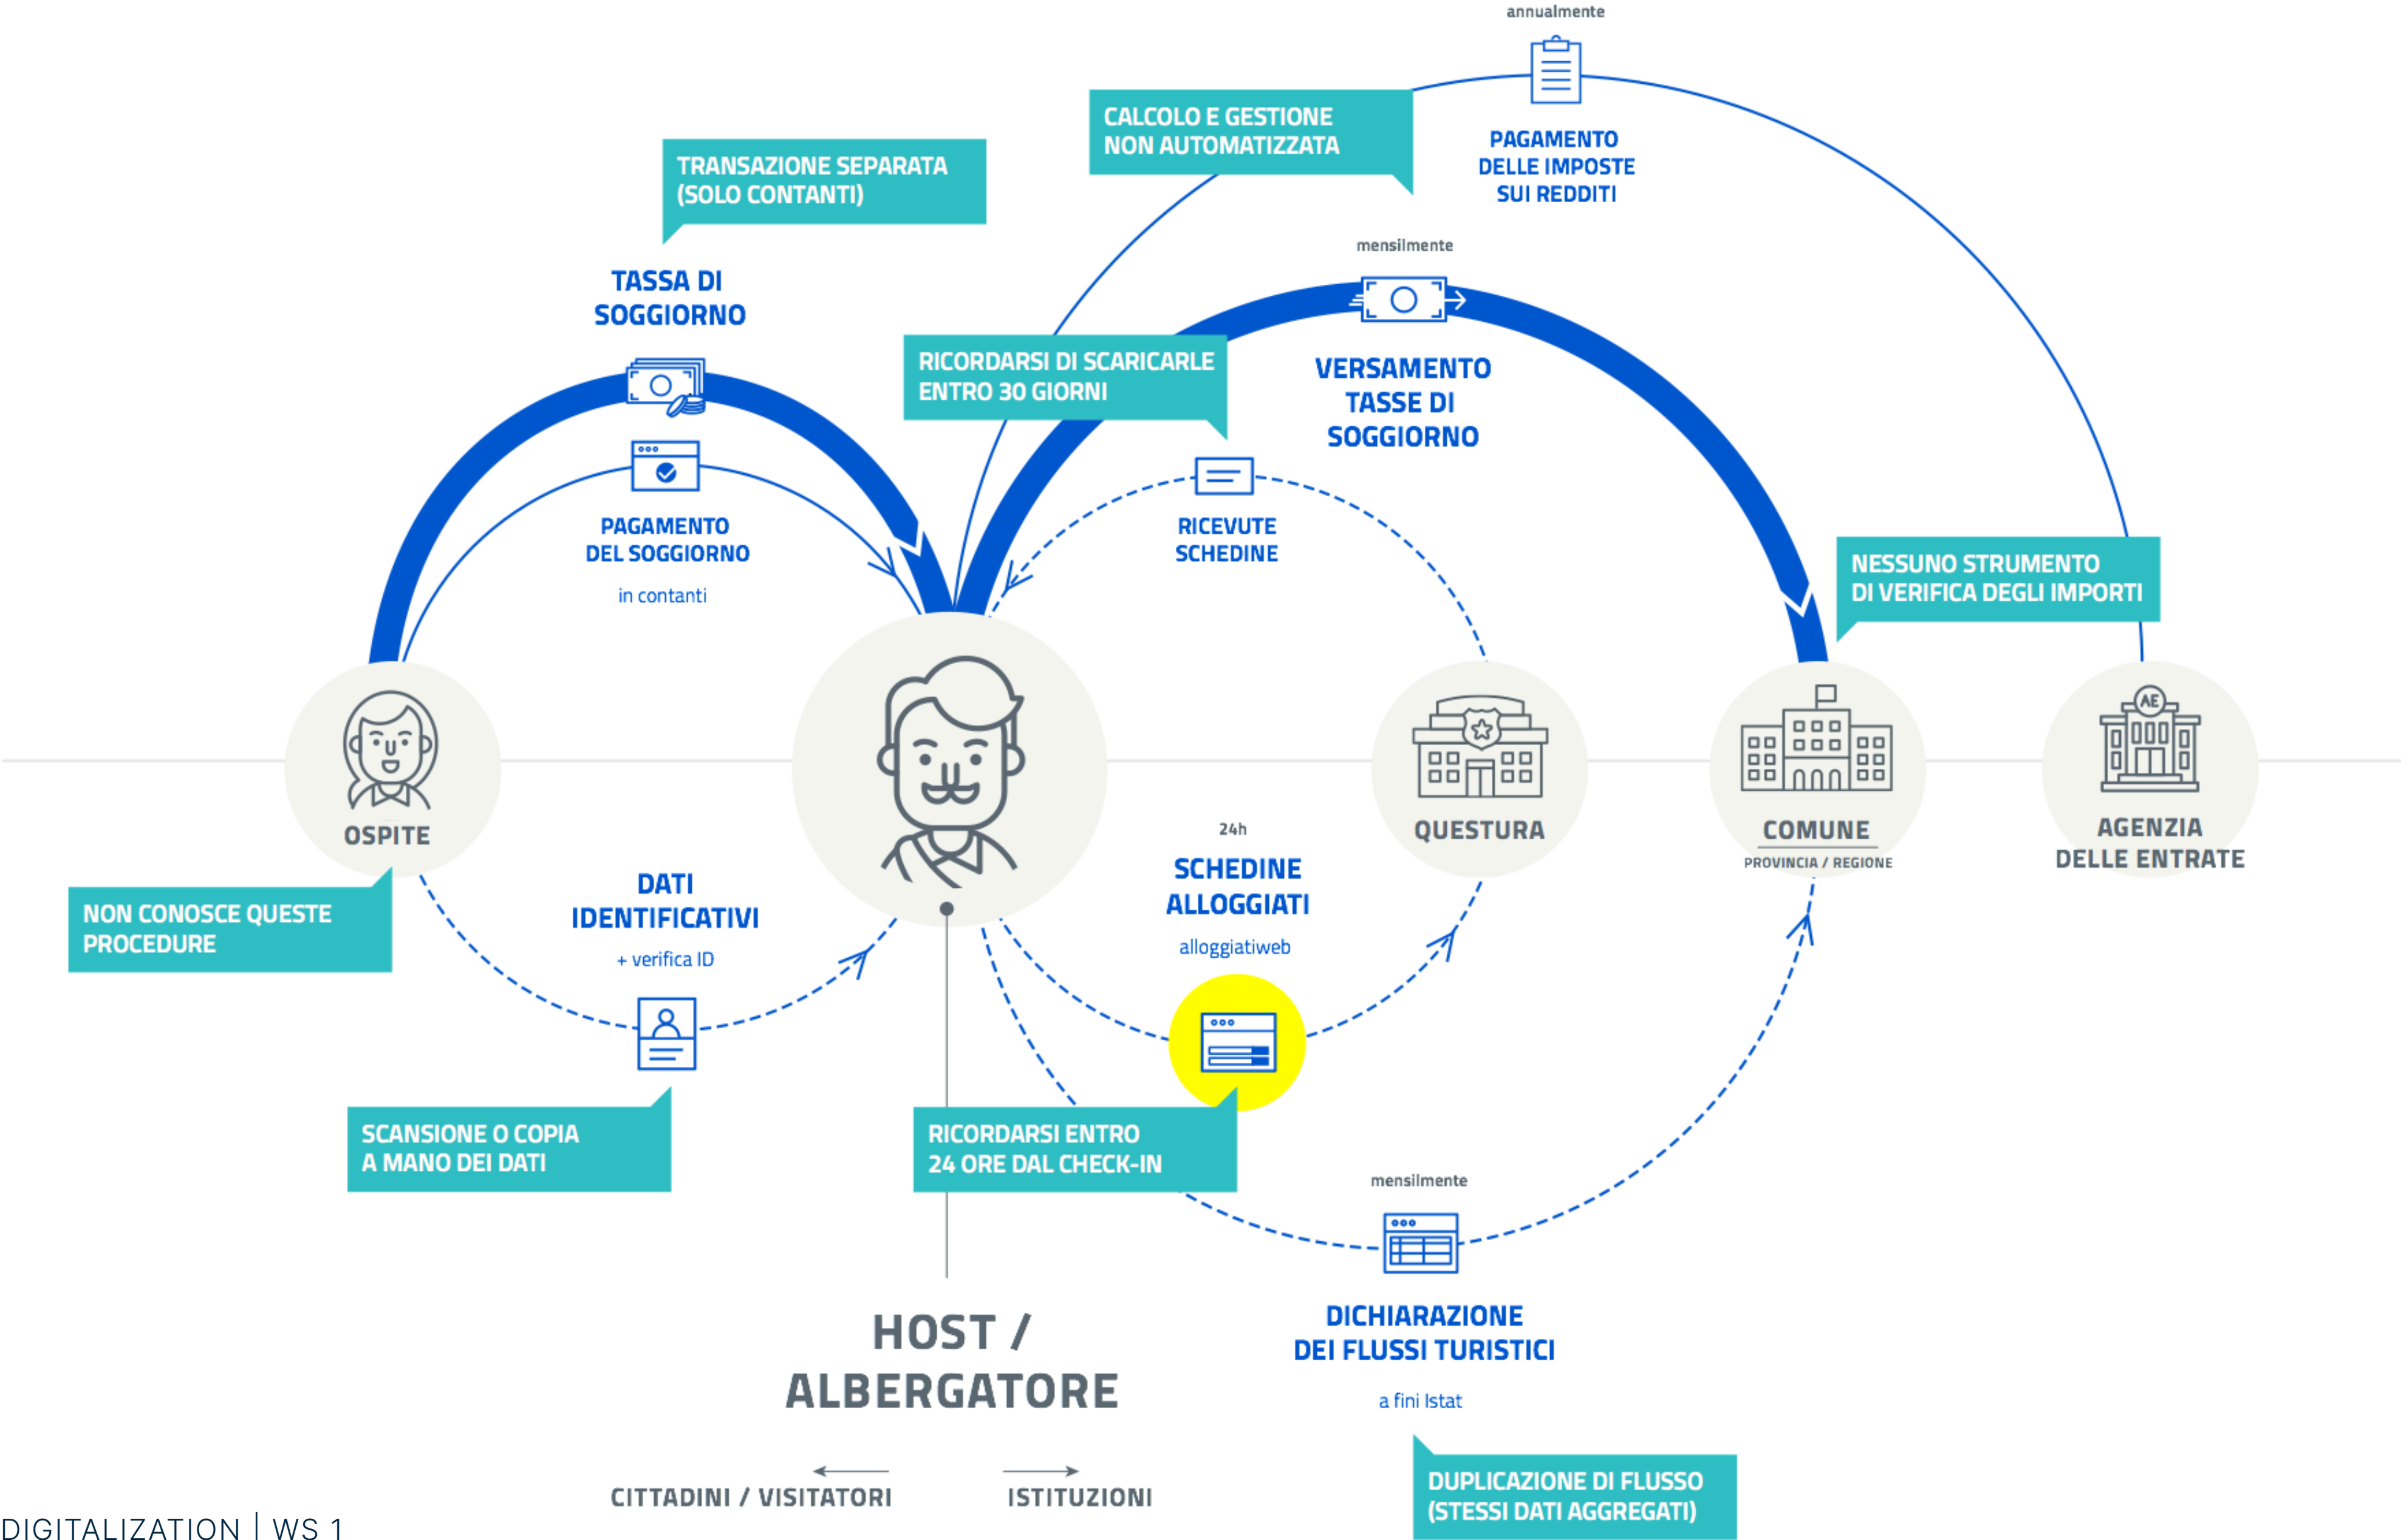 annualmente
PAGAMENTO
DELLE IMPOSTE
SUI REDDITI
CALCOLO E GESTIONE
NON AUTOMATIZZATA
TRANSAZIONE SEPARATA
(SOLO CONTANTI)
TASSA DI
SOGGIORNO
mensilmente
RICORDARSI DI SCARICARLE
ENTRO 30 GIORNI
VERSAMENTO
TASSE DI
SOGGIORNO
PAGAMENTO
DEL SOGGIORNO
in contanti
RICEVUTE
SCHEDINE
NESSUNO STRUMENTO
DI VERIFICA DEGLI IMPORTI
OSPITE
QUESTURA
COMUNE
PROVINCIA / REGIONE
AE
AGENZIA
DELLE ENTRATE
NON CONOSCE QUESTE
PROCEDURE
DATI
IDENTIFICATIVI
+ verifica ID
24h
SCHEDINE
ALLOGGIATI
alloggiatiweb
SCANSIONE O COPIA
A MANO DEI DATI
RICORDARSI ENTRO
24 ORE DAL CHECK-IN
mensilmente
DICHIARAZIONE
DEI FLUSSI TURISTICI
a fini Istat
HOST /
ALBERGATORE
CITTADINI / VISITATORI
ISTITUZIONI
DUPLICAZIONE DI FLUSSO
(STESSI DATI AGGREGATI)
DIGITALIZATION | WS 1